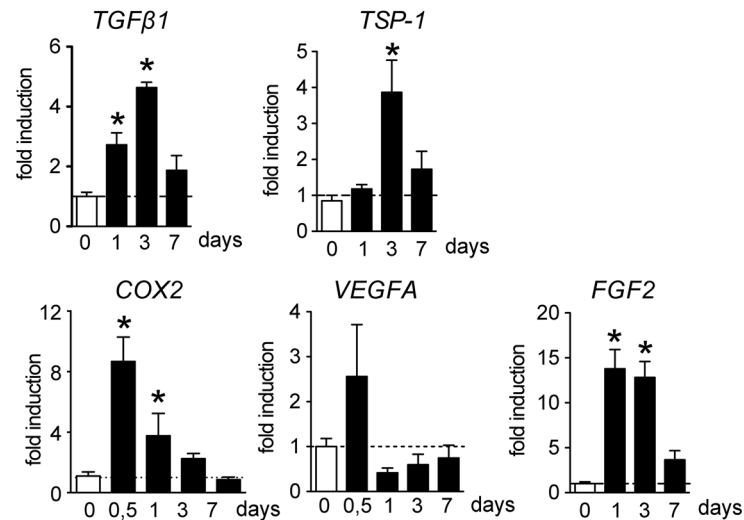 TGFβ1
fold induction
6
4
2
0
*
*
0 1 3 7 days
TSP-1
fold induction
5
4
3
2
1
0
*
0 1 3 7 days
COX2
fold induction
12
8
4
0
*
*
0 0,5 1 3 7 days
VEGFA
fold induction
4
3
2
1
0
0 0,5 1 3 7 days
FGF2
fold induction
20
15
10
5
0
*
*
0 1 3 7 days